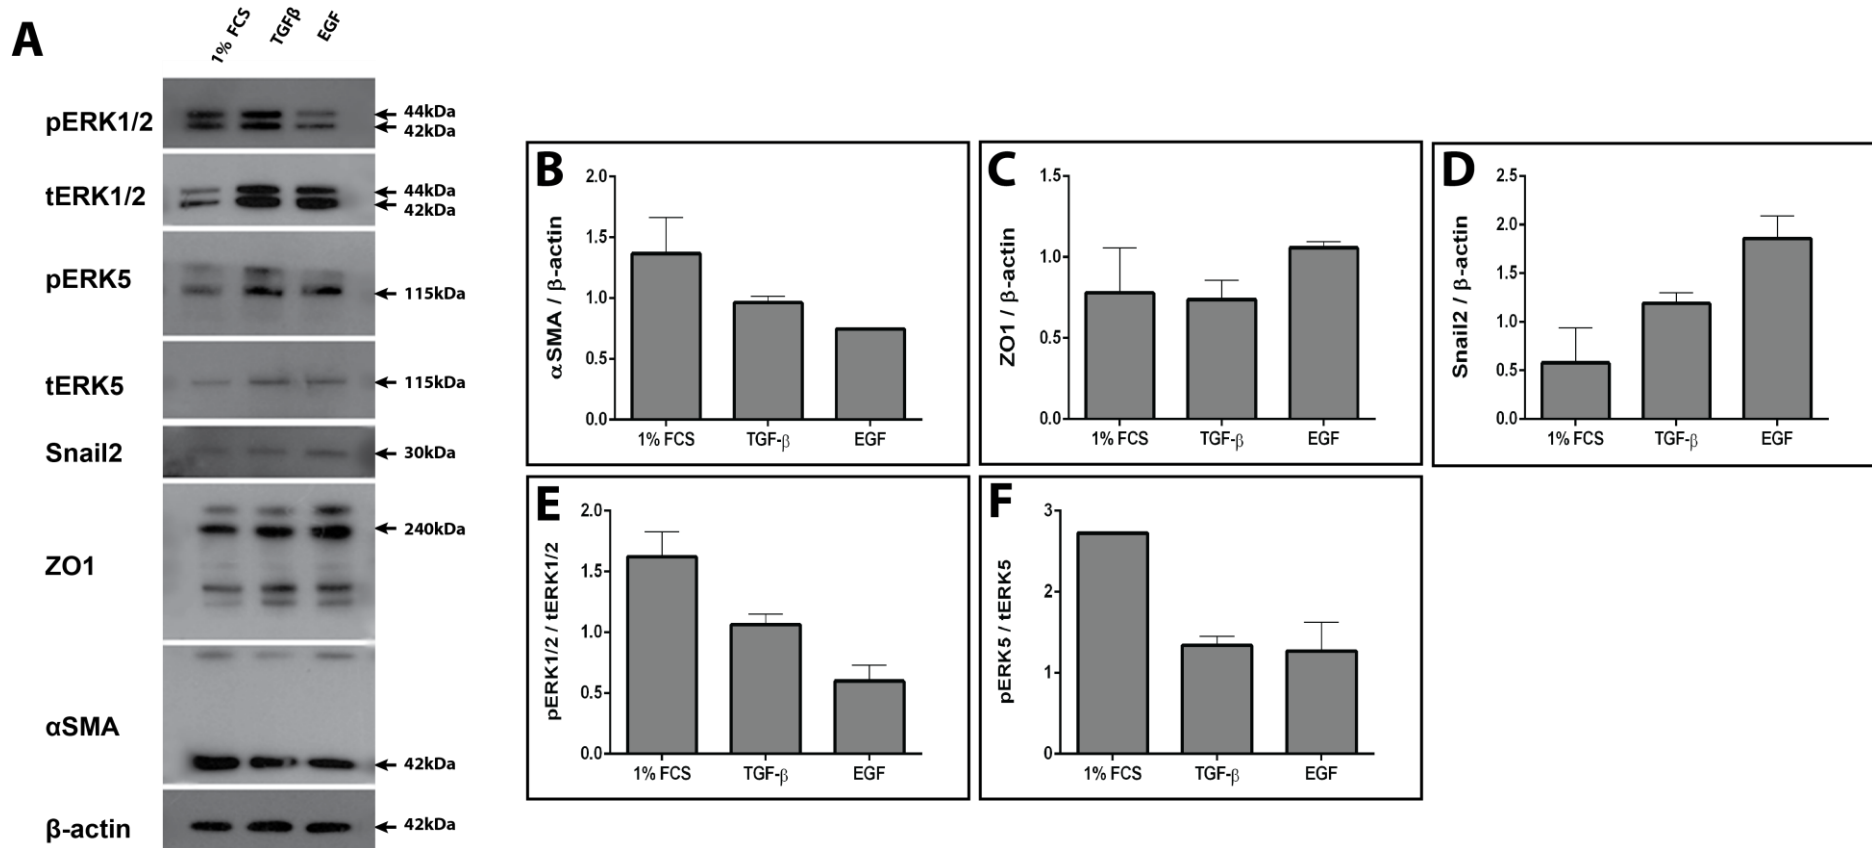 A
1% FCS
TGFβ
EGF
pERK1/2
44kDa
42kDa
tERK1/2
44kDa
42kDa
pERK5
115kDa
tERK5
115kDa
Snail2
30kDa
ZO1
240kDa
αSMA
42kDa
β-actin
42kDa
B
αSMA / β-actin
2.0
1.5
1.0
0.5
0.0
1% FCS TGF-β EGF
C
ZO1 / β-actin
1.5
1.0
0.5
0.0
1% FCS TGF-β EGF
D
Snail2 / β-actin
2.5
2.0
1.5
1.0
0.5
0.0
1% FCS TGF-β EGF
E
pERK1/2 / tERK1/2
2.0
1.5
1.0
0.5
0.0
1% FCS TGF-β EGF
F
pERK5 / tERK5
3
2
1
0
1% FCS TGF-β EGF